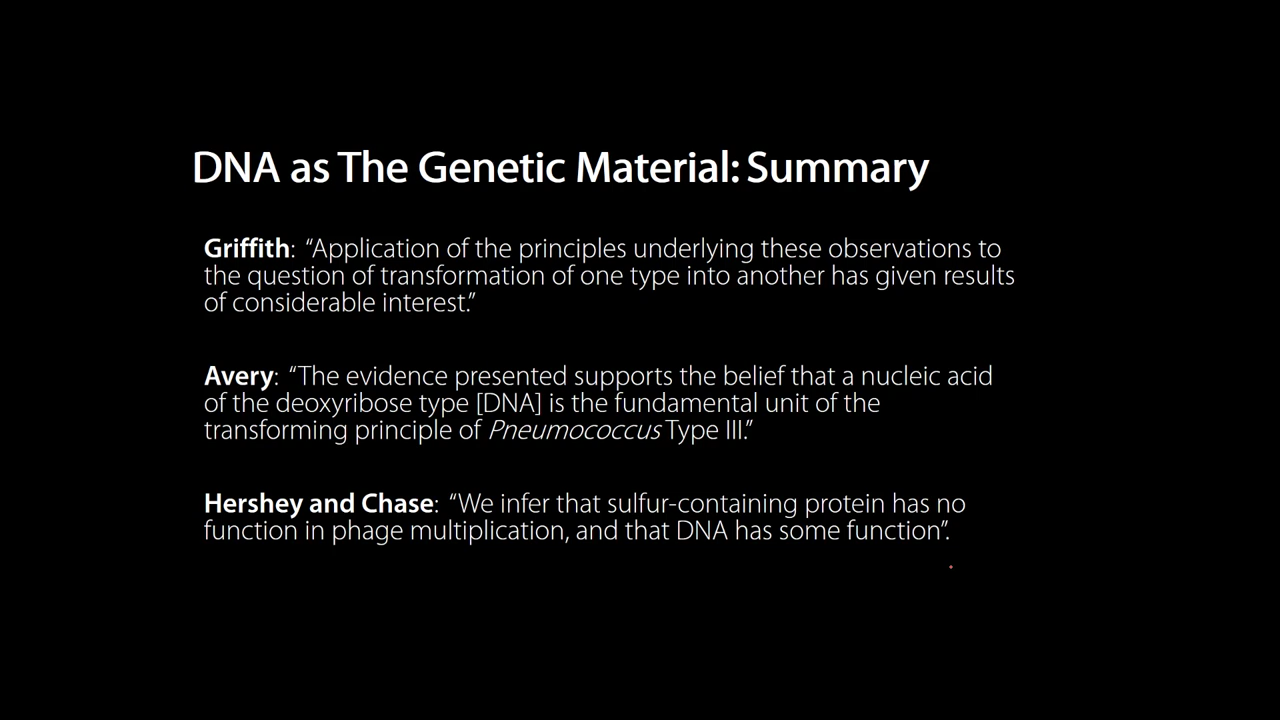 DNA as The Genetic Material: Summary
Griffith: “Application of the principles underlying these observations to
the question of transformation of one type into another has given results
of considerable interest.”
Avery: “The evidence presented supports the belief that a nucleic acid
of the deoxyribose type [DNA] is the fundamental unit of the
transforming principle of Pneumococcus Type III.”
Hershey and Chase: “We infer that sulfur-containing protein has no
function in phage multiplication, and that DNA has some function”.